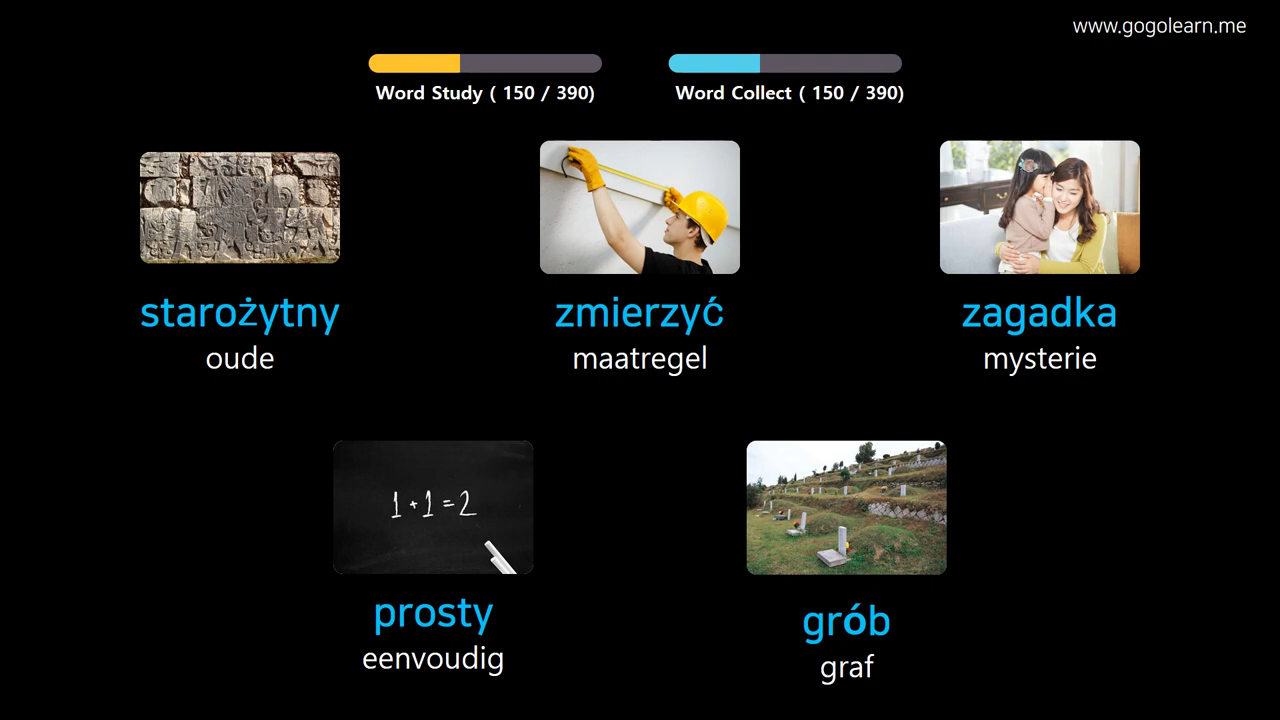 www.gogolearn.me
Word Study ( 150 / 390)
Word Collect ( 150 / 390)
starożytny
oude
zmierzyć
maatregel
zagadka
mysterie
1+1=2
prosty
eenvoudig
grób
graf